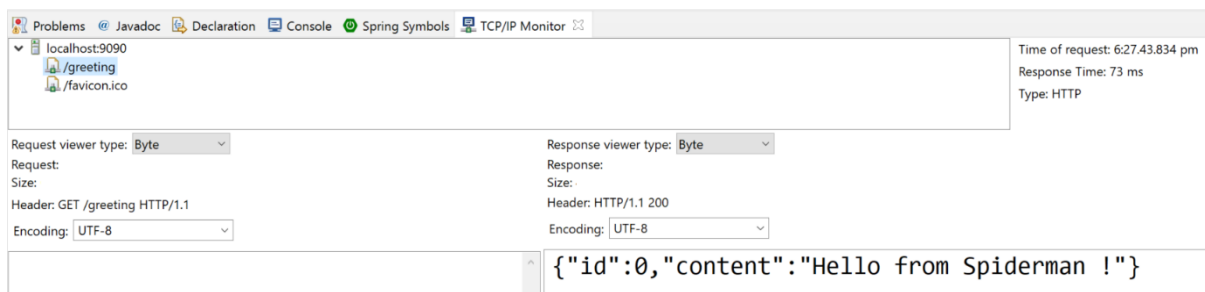 Problems @ Javadoc Declaration Console Spring Symbols TCP/IP Monitor
localhost:9090
/greeting
/favicon.ico
Time of request: 6:27.43.834 pm
Response Time: 73 ms
Type: HTTP
Request viewer type: Byte
Request:
Size:
Header: GET /greeting HTTP/1.1
Encoding: UTF-8
Response viewer type: Byte
Response:
Size:
Header: HTTP/1.1 200
Encoding: UTF-8
{"id":0,"content":"Hello from Spiderman !"}